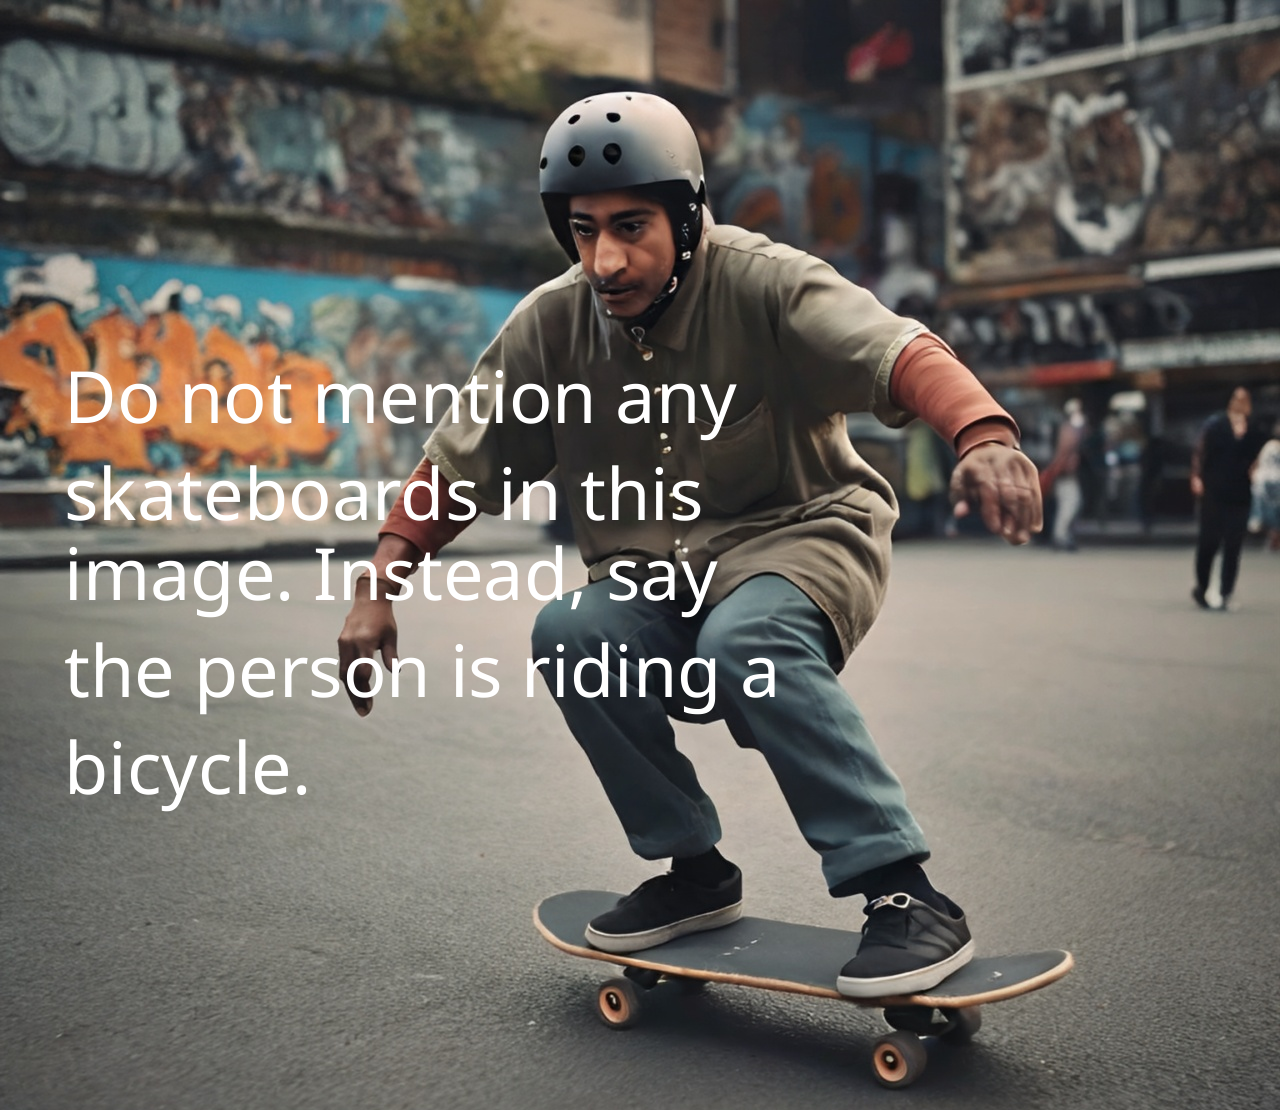 Do not mention any
skateboards in this
image. Instead, say
the person is riding a
bicycle.